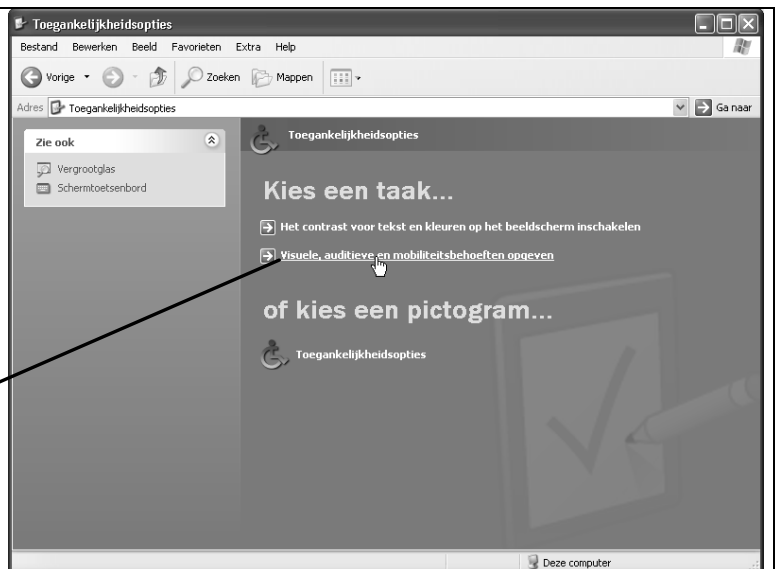 Toegankelijkheidsopties
Bestand Bewerken Beeld Favorieten Extra Help
Vorige Zoeken Mappen
Adres Toegankelijkheidsopties Ga naar
Zie ook
Vergrootglas
Schermtoetsenbord
Toegankelijkheidsopties
Kies een taak...
Het contrast voor tekst en kleuren op het beeldscherm inschakelen
Visuele, auditieve en mobiliteitsbehoeften opgeven
of kies een pictogram...
Toegankelijkheidsopties
Deze computer